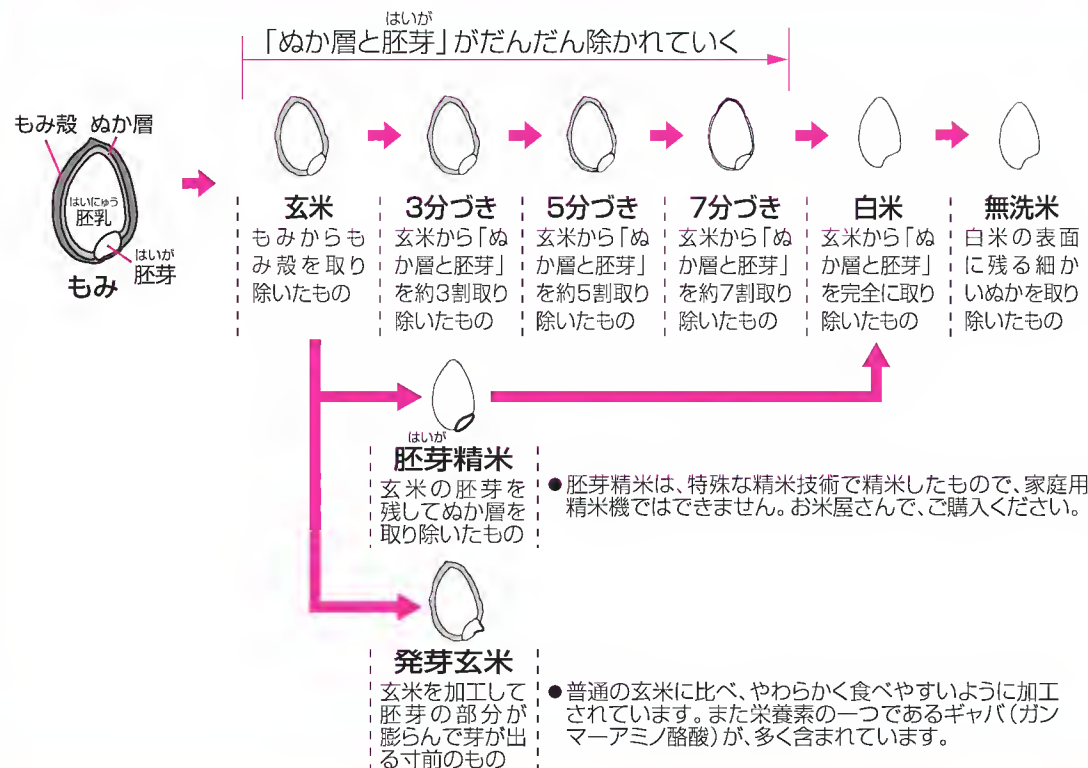 はいが
「ぬか層と胚芽」がだんだん除かれていく
もみ殻 ぬか層
はいにゅう
胚乳
はいが
胚芽
もみ
玄米
もみからも
み殻を取り
除いたもの
3分づき
玄米から「ぬ
か層と胚芽」
を約3割取り
除いたもの
5分づき
玄米から「ぬ
か層と胚芽」
を約5割取り
除いたもの
7分づき
玄米から「ぬ
か層と胚芽」
を約7割取り
除いたもの
白米
玄米から「ぬ
か層と胚芽」
を完全に取り
除いたもの
無洗米
白米の表面
に残る細か
いぬかを取り
除いたもの
はいが
胚芽精米
玄米の胚芽を
残してぬか層を
取り除いたもの
●胚芽精米は、特殊な精米技術で精米したもので、家庭用
精米機ではできません。お米屋さんで、ご購入ください。
発芽玄米
玄米を加工して
胚芽の部分が
膨らんで芽が出
る寸前のもの
●普通の玄米に比べ、やわらかく食べやすいように加工
されています。また栄養素の一つであるギャバ(ガン
マーアミノ酪酸)が、多く含まれています。